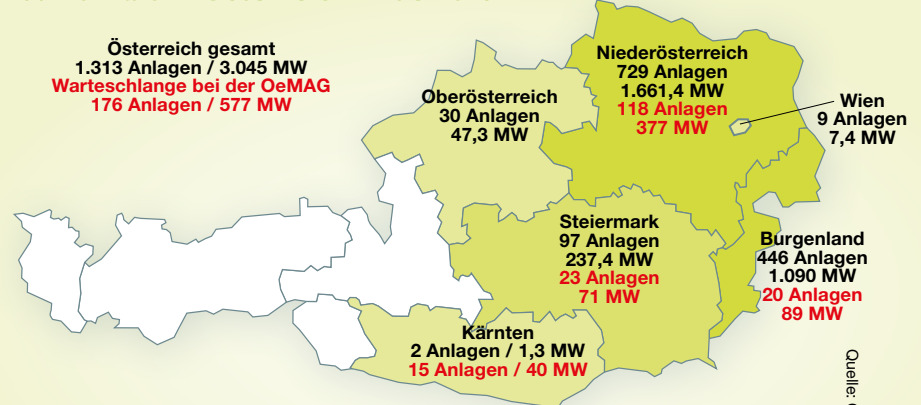 Österreich gesamt
1.313 Anlagen / 3.045 MW
Warteschlange bei der OeMAG
176 Anlagen / 577 MW
Niederösterreich
729 Anlagen
1.661,4 MW
118 Anlagen
377 MW
Oberösterreich
30 Anlagen
47,3 MW
Wien
9 Anlagen
7,4 MW
Steiermark
97 Anlagen
237,4 MW
23 Anlagen
71 MW
Burgenland
446 Anlagen
1.090 MW
20 Anlagen
89 MW
Kärnten
2 Anlagen / 1,3 MW
15 Anlagen / 40 MW
Quelle: